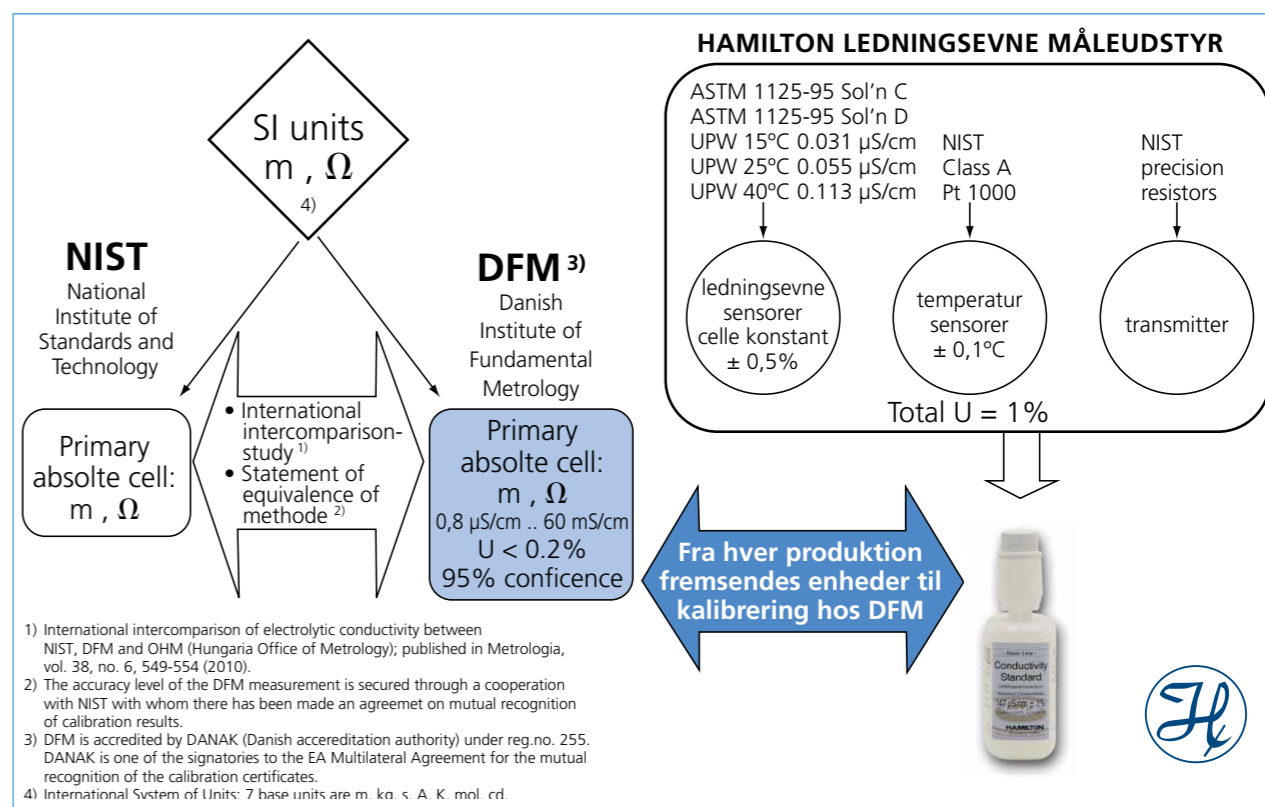 HAMILTON LEDNINGSEVNE MÅLEUDSTYR
SI units
m , Ω
4)
NIST
National
Institute of
Standards and
Technology
DFM 3)
Danish
Institute of
Fundamental
Metrology
Primary
absolte cell:
m , Ω
• International
intercomparison-
study 1)
• Statement of
equivalence of
methode 2)
Primary
absolte cell:
m , Ω
0,8 µS/cm .. 60 mS/cm
U < 0.2%
95% conficence
ASTM 1125-95 Sol’n C
ASTM 1125-95 Sol’n D
UPW 15ºC 0.031 µS/cm
UPW 25ºC 0.055 µS/cm
UPW 40ºC 0.113 µS/cm
NIST
Class A
Pt 1000
NIST
precision
resistors
ledningsevne
sensorer
celle konstant
± 0,5%
temperatur
sensorer
± 0,1ºC
transmitter
Total U = 1%
Fra hver produktion
fremsendes enheder til
kalibrering hos DFM
Conductivity
Standard
147 µS/cm ± 1%
HAMILTON
H
1) International intercomparison of electrolytic conductivity between
NIST, DFM and OHM (Hungaria Office of Metrology); published in Metrologia,
vol. 38, no. 6, 549-554 (2010).
2) The accuracy level of the DFM measurement is secured through a cooperation
with NIST with whom there has been made an agreemet on mutual recognition
of calibration results.
3) DFM is accredited by DANAK (Danish accereditation authority) under reg.no. 255.
DANAK is one of the signatories to the EA Multilateral Agreement for the mutual
recognition of the calibration certificates.
4) International System of Units: 7 base units are m, kg, s, A, K, mol, cd.